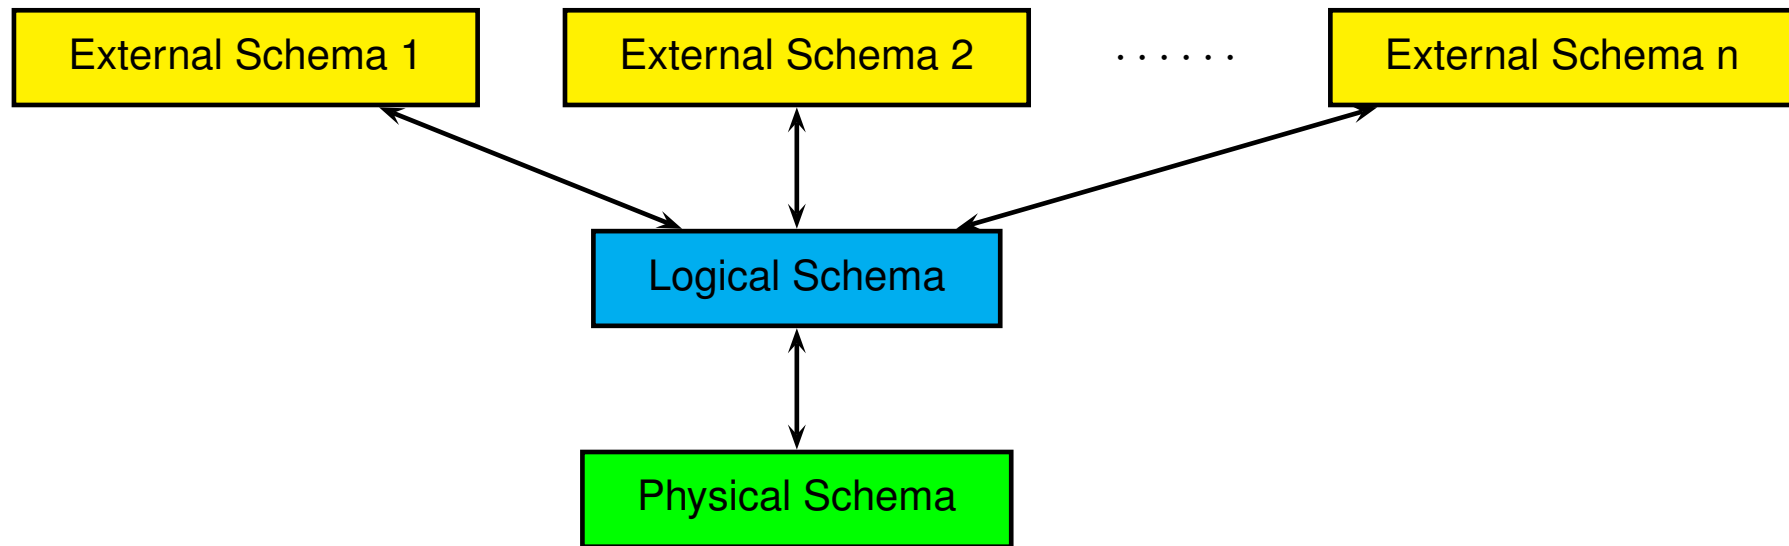 External Schema 1
External Schema 2
······
External Schema n
Logical Schema
Physical Schema